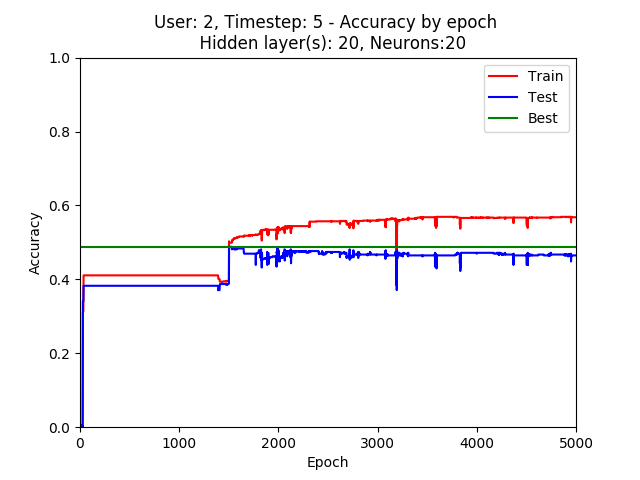 User: 2, Timestep: 5 - Accuracy by epoch
Hidden layer(s): 20, Neurons:20
1.0
0.8
0.6
0.4
0.2
0.0
Accuracy
Train
Test
Best
0
1000
2000
3000
4000
5000
Epoch